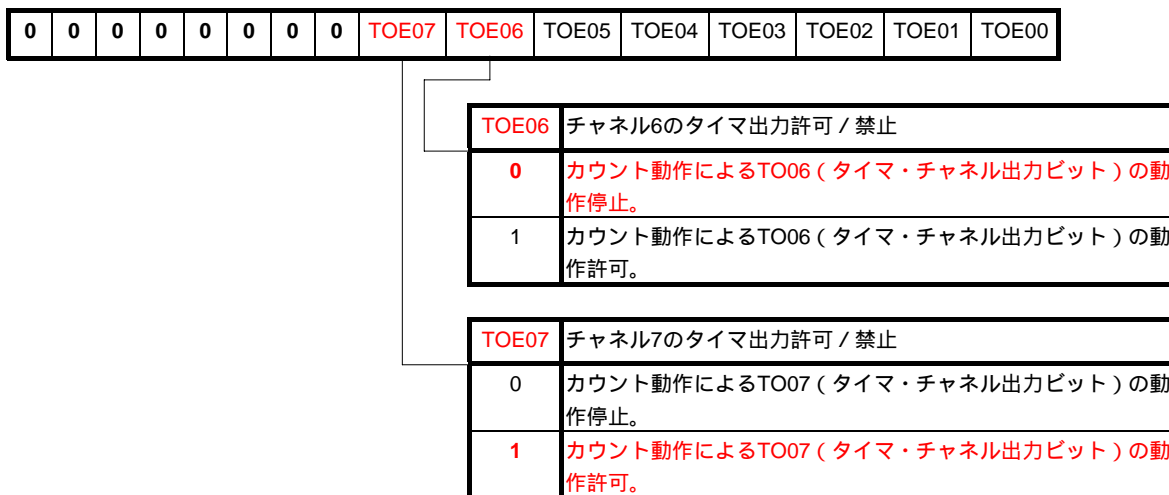 0 0 0 0 0 0 0 0 TOE07 TOE06 TOE05 TOE04 TOE03 TOE02 TOE01 TOE00
TOE06 チャネル6のタイマ出力許可 / 禁止
0 カウント動作によるTO06 ( タイマ・チャネル出力ビット ) の動
作停止。
1 カウント動作によるTO06 ( タイマ・チャネル出力ビット ) の動
作許可。
TOE07 チャネル7のタイマ出力許可 / 禁止
0 カウント動作によるTO07 ( タイマ・チャネル出力ビット ) の動
作停止。
1 カウント動作によるTO07 ( タイマ・チャネル出力ビット ) の動
作許可。